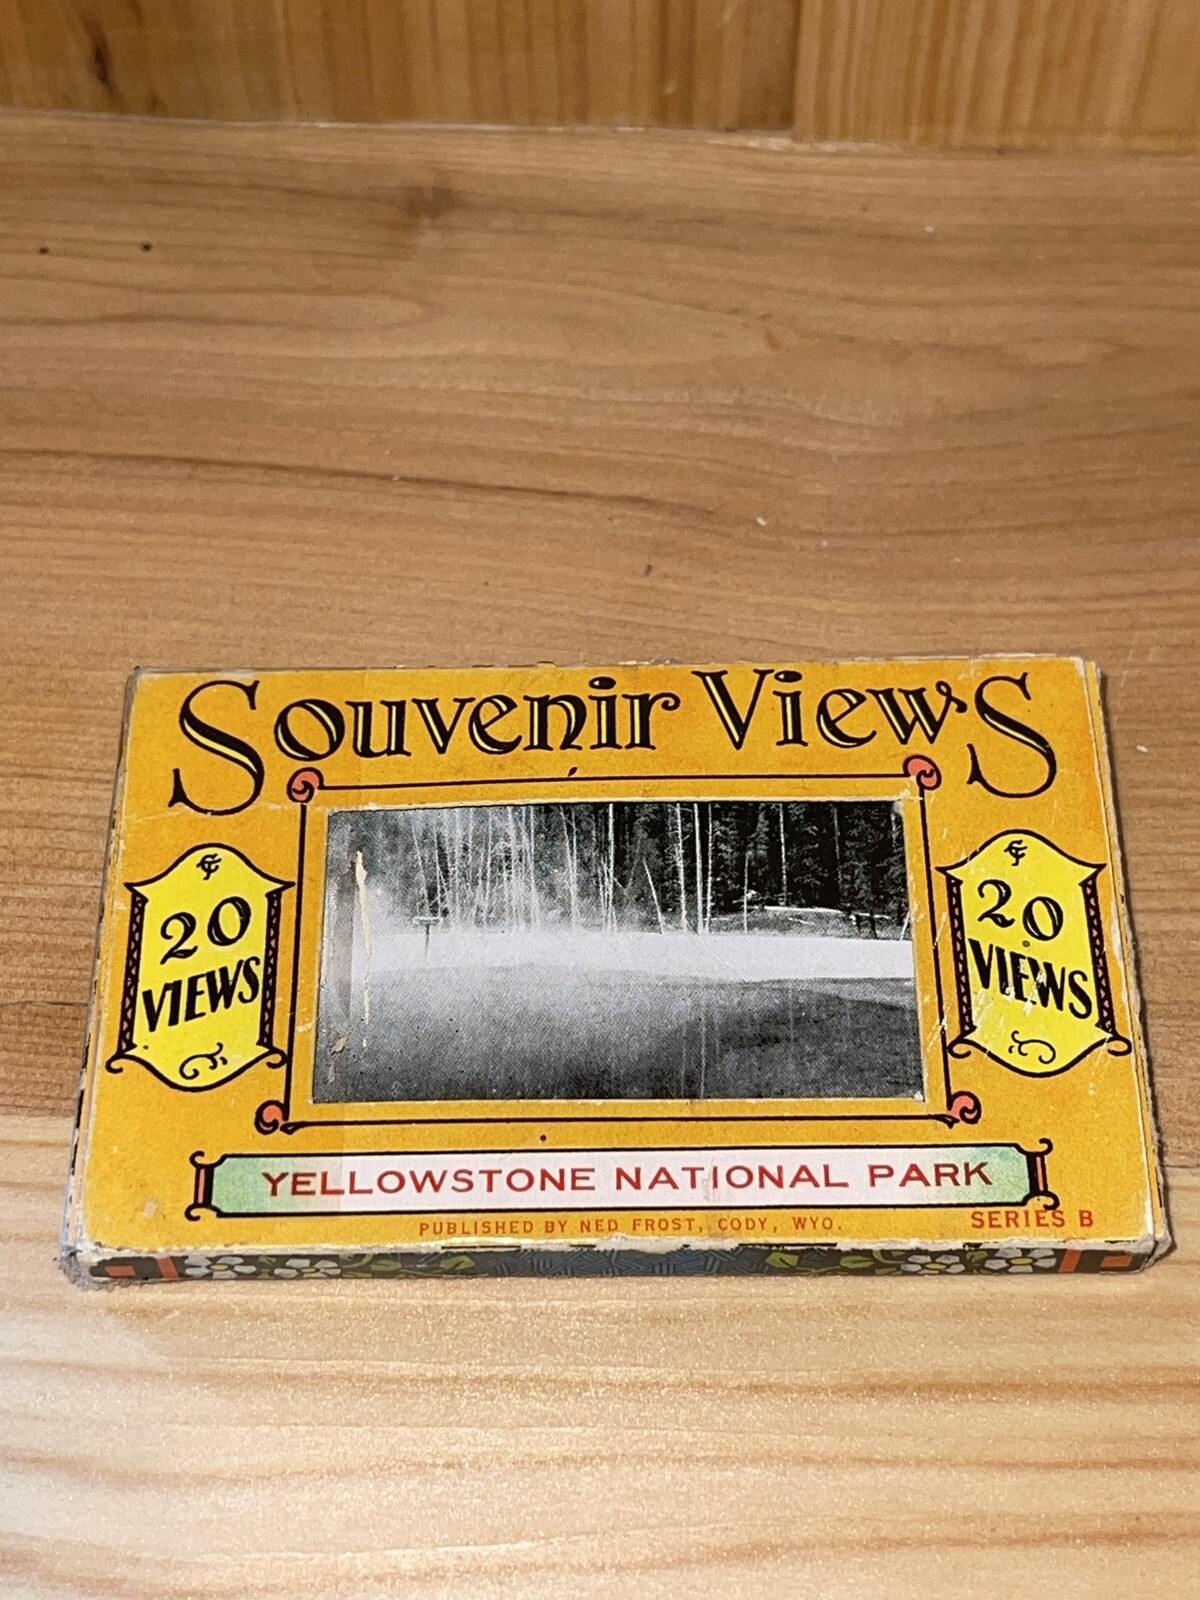 Souvenir Views
20
VIEWS
20
VIEWS
YELLOWSTONE NATIONAL PARK
PUBLISHED BY NED FROST, CODY, WYO.
SERIES B